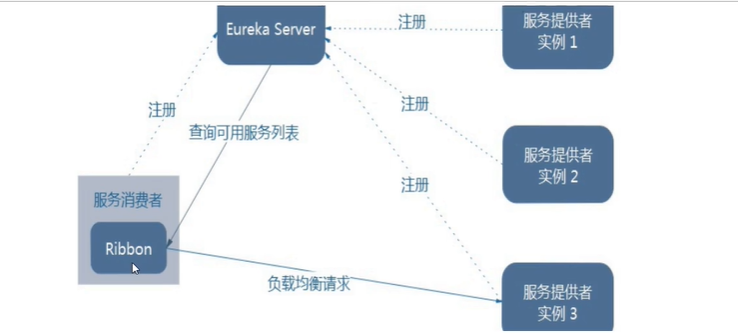 Eureka Server
注册
服务提供者
实例 1
注册
注册
查询可用服务列表
服务提供者
实例 2
注册
服务消费者
Ribbon
负载均衡请求
服务提供者
实例 3